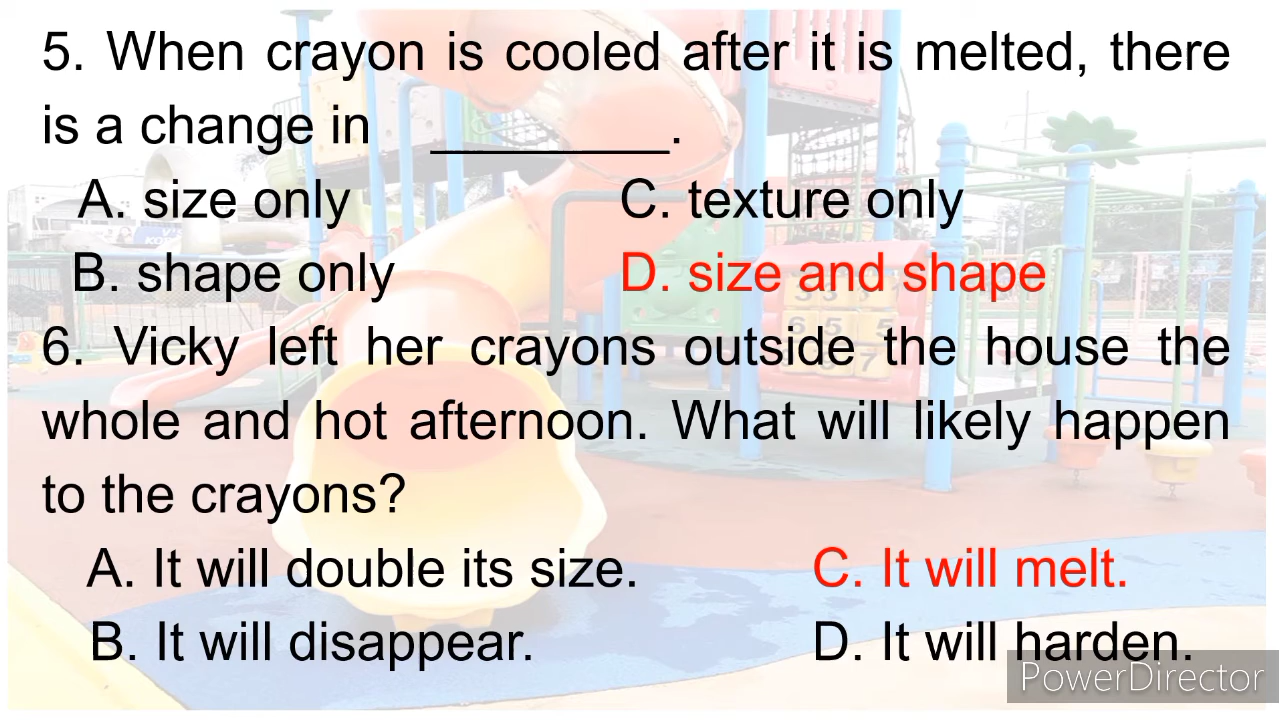 5. When crayon is cooled after it is melted, there
is a change in _________.
A. size only C. texture only
B. shape only D. size and shape
6. Vicky left her crayons outside the house the
whole and hot afternoon. What will likely happen
to the crayons?
A. It will double its size. C. It will melt.
B. It will disappear. D. It will harden.
PowerDirector